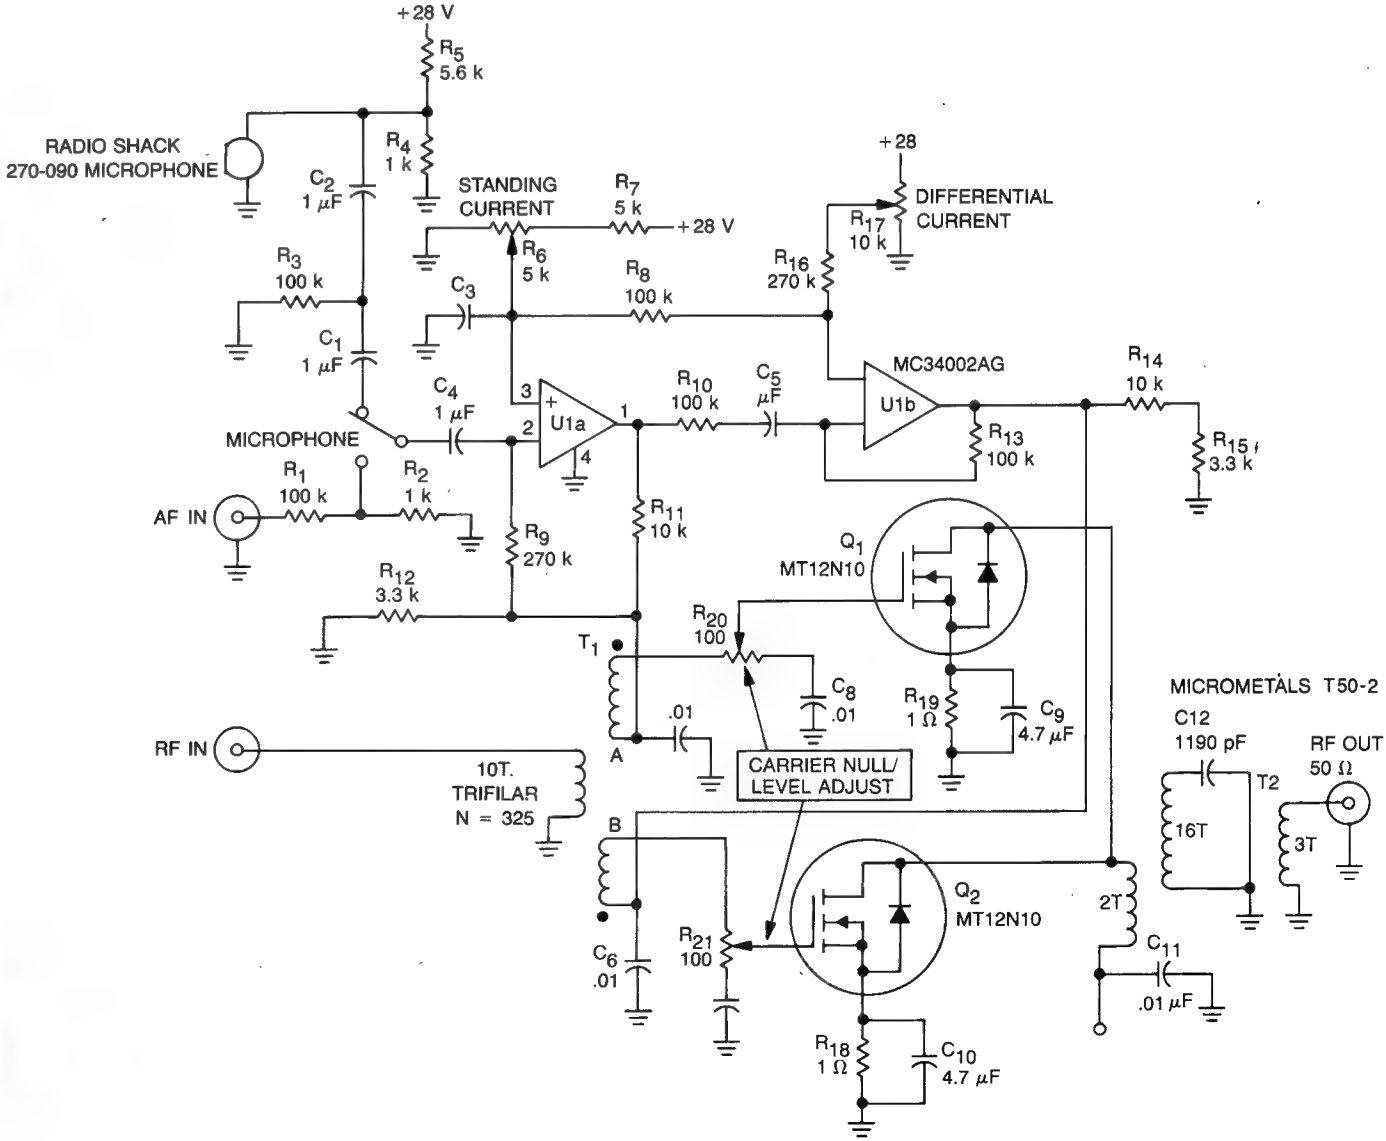 +28 V
R5
5.6 k
RADIO SHACK
270-090 MICROPHONE
R4
1 k
C2
1 µF
STANDING
CURRENT
R7
5 k
+28 V
R6
5 k
+28
DIFFERENTIAL
CURRENT
R17
10 k
R16
270 k
R3
100 k
C3
R8
100 k
C1
1 µF
MC34002AG
R14
10 k
C4
1 µF
R10
100 k
C5
µF
3
+
U1a
1
2
4
U1b
MICROPHONE
R13
100 k
R15
3.3 k
R1
100 k
R2
1 k
AF IN
R11
10 k
R9
270 k
Q1
MT12N10
R12
3.3 k
R20
100
T1
C8
.01
R19
1 Ω
C9
4.7 µF
MICROMETALS T50-2
C12
1190 pF
RF OUT
50 Ω
.01
A
RF IN
10T.
TRIFILAR
N = 325
CARRIER NULL/
LEVEL ADJUST
T2
16T
3T
B
Q2
MT12N10
2T
R21
100
C6
.01
C11
.01 µF
R18
1 Ω
C10
4.7 µF